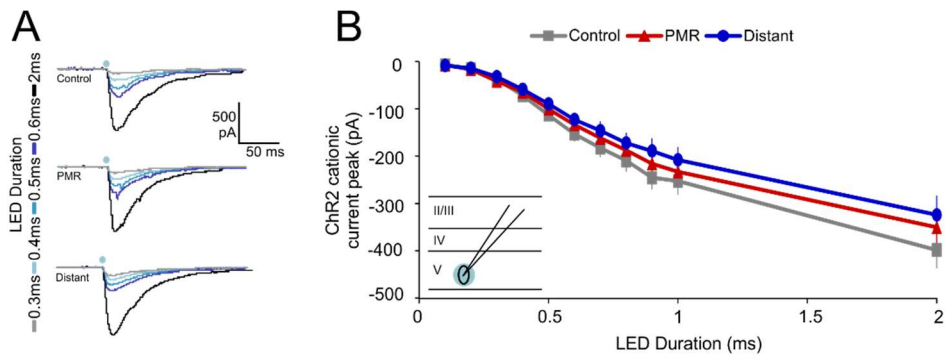 A
LED Duration
0.3ms 0.4ms 0.5ms 0.6ms 2ms
Control
PMR
Distant
500
pA
50 ms
B
Control PMR Distant
ChR2 cationic
current peak (pA)
0
-100
-200
-300
-400
-500
II/III
IV
V
0 0.5 1 1.5 2
LED Duration (ms)